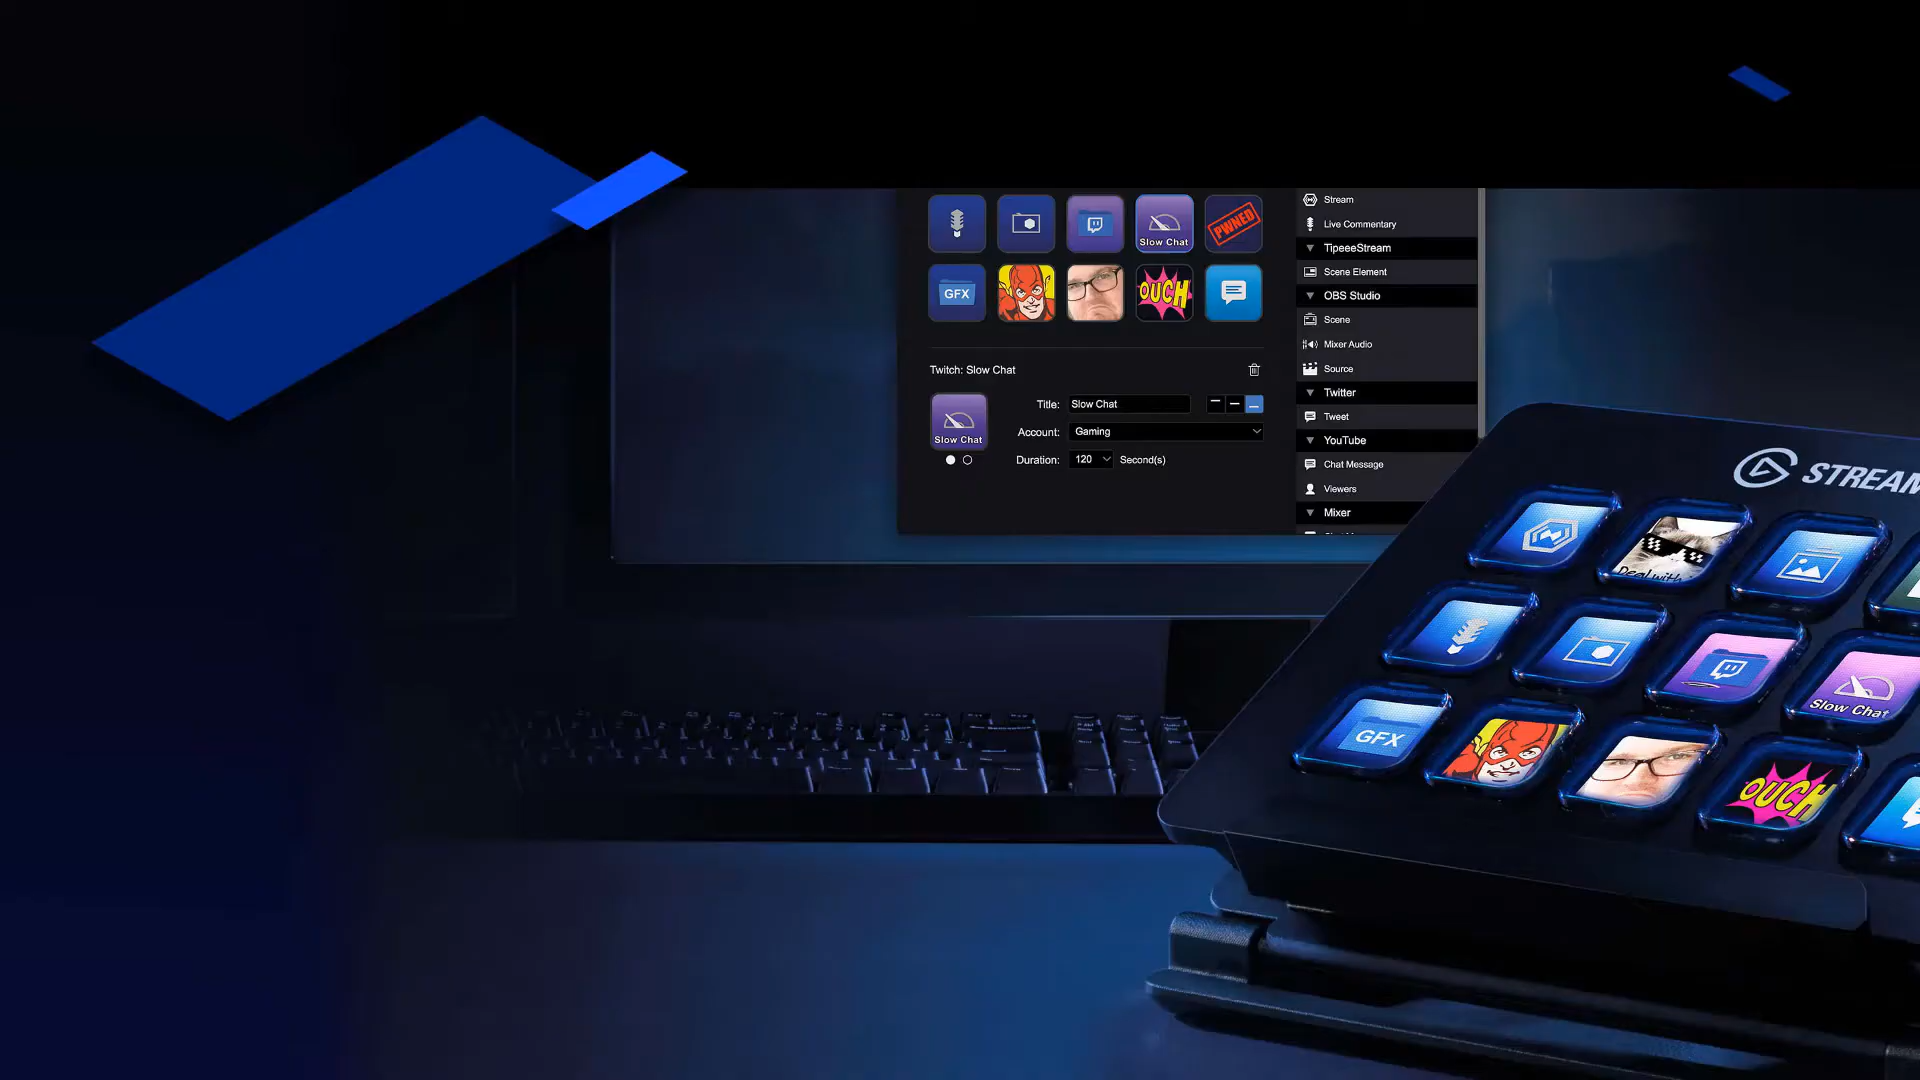 Stream
Live Commentary
TipeeeStream
Scene Element
OBS Studio
Scene
Mixer Audio
Source
Twitter
Tweet
YouTube
Chat Message
Viewers
Mixer
Slow Chat
PWNED
GFX
OUCH
Twitch: Slow Chat
Slow Chat
Title: Slow Chat
Account: Gaming
Duration: 120 Second(s)
STREAM
Deal with
Slow Chat
GFX
OUCH